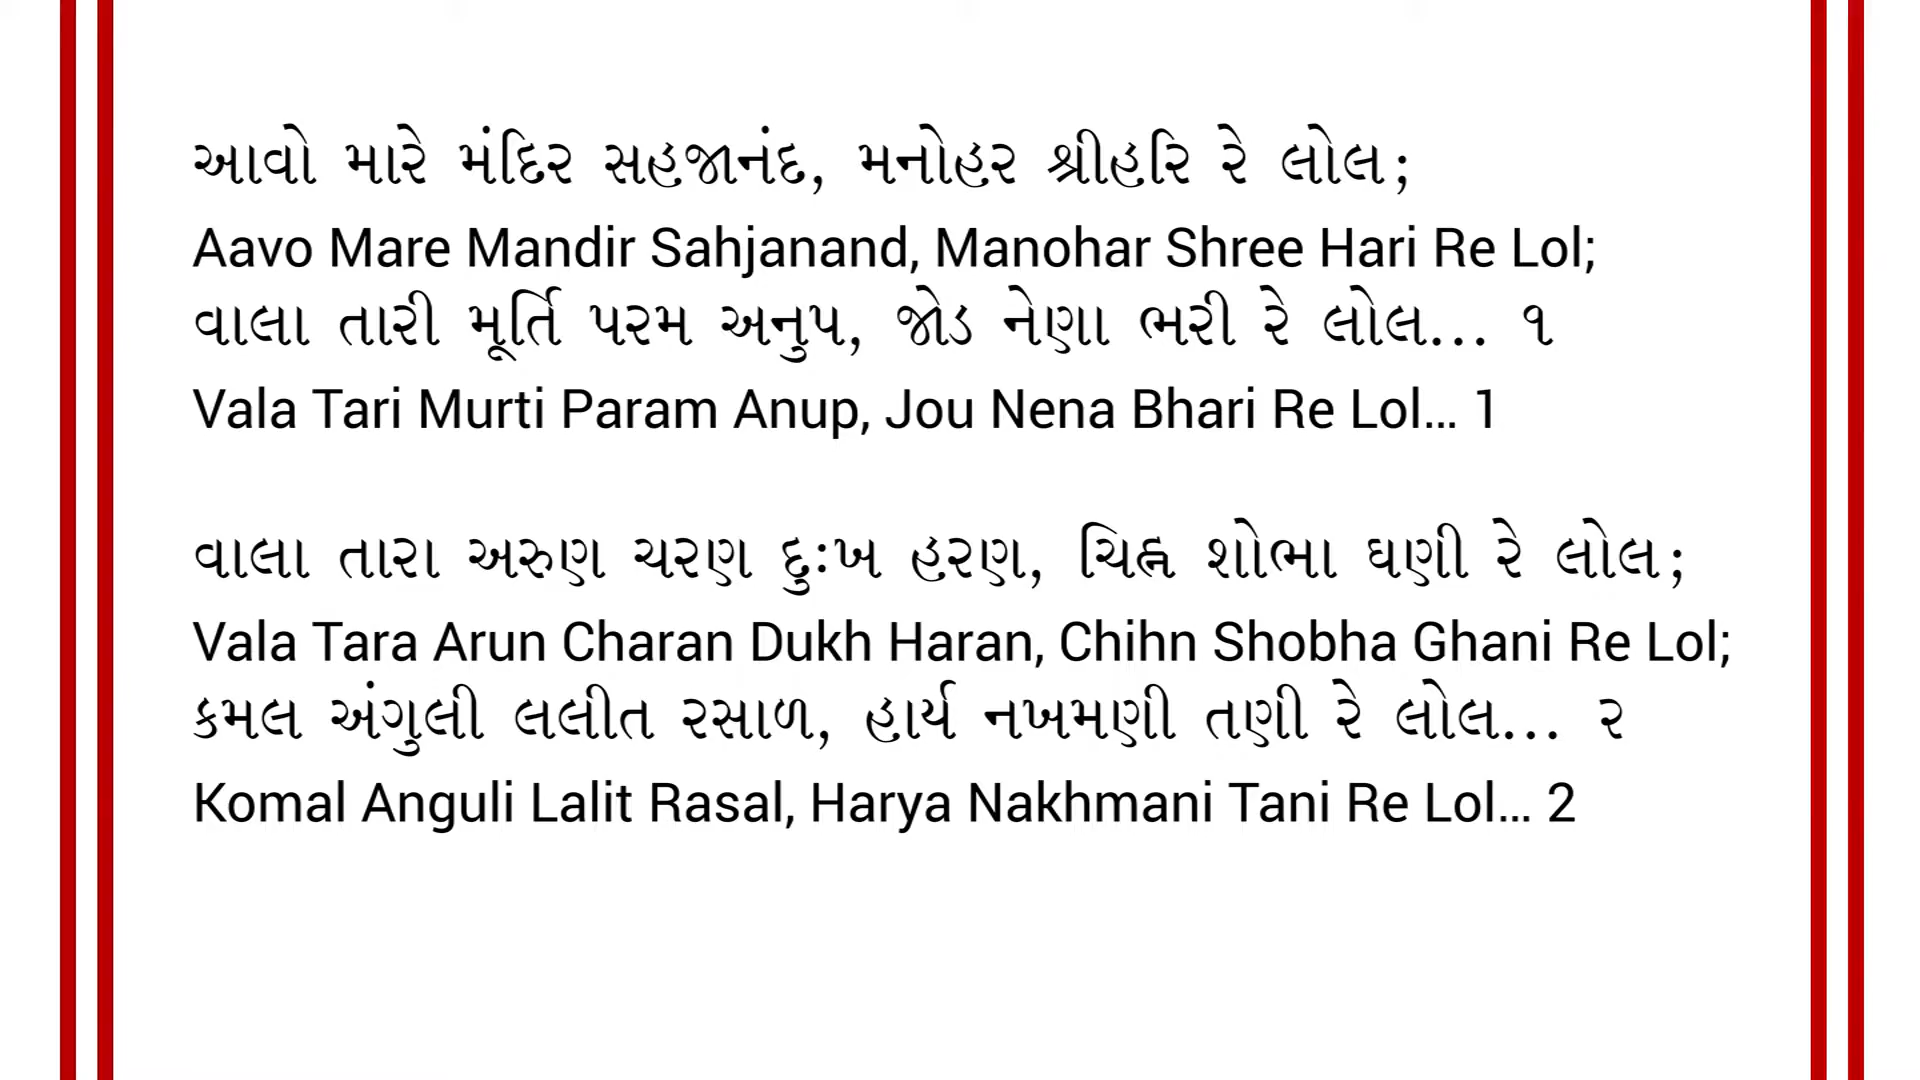 આવો મારે મંદિર સહજાનંદ, મનોહર શ્રીહરિ રે લોલ;
Aavo Mare Mandir Sahjanand, Manohar Shree Hari Re Lol;
વાલા તારી મૂર્તિ પરમ અનુપ, જોડ નેણા ભરી રે લોલ... ૧
Vala Tari Murti Param Anup, Jou Nena Bhari Re Lol... 1
વાલા તારા અરુણ ચરણ દુઃખ હરણ, ચિહ્ન શોભા ઘણી રે લોલ;
Vala Tara Arun Charan Dukh Haran, Chihn Shobha Ghani Re Lol;
કમલ અંગુલી લલીત રસાળ, હાર્ય નખમણી તણી રે લોલ... ૨
Komal Anguli Lalit Rasal, Harya Nakhmani Tani Re Lol... 2